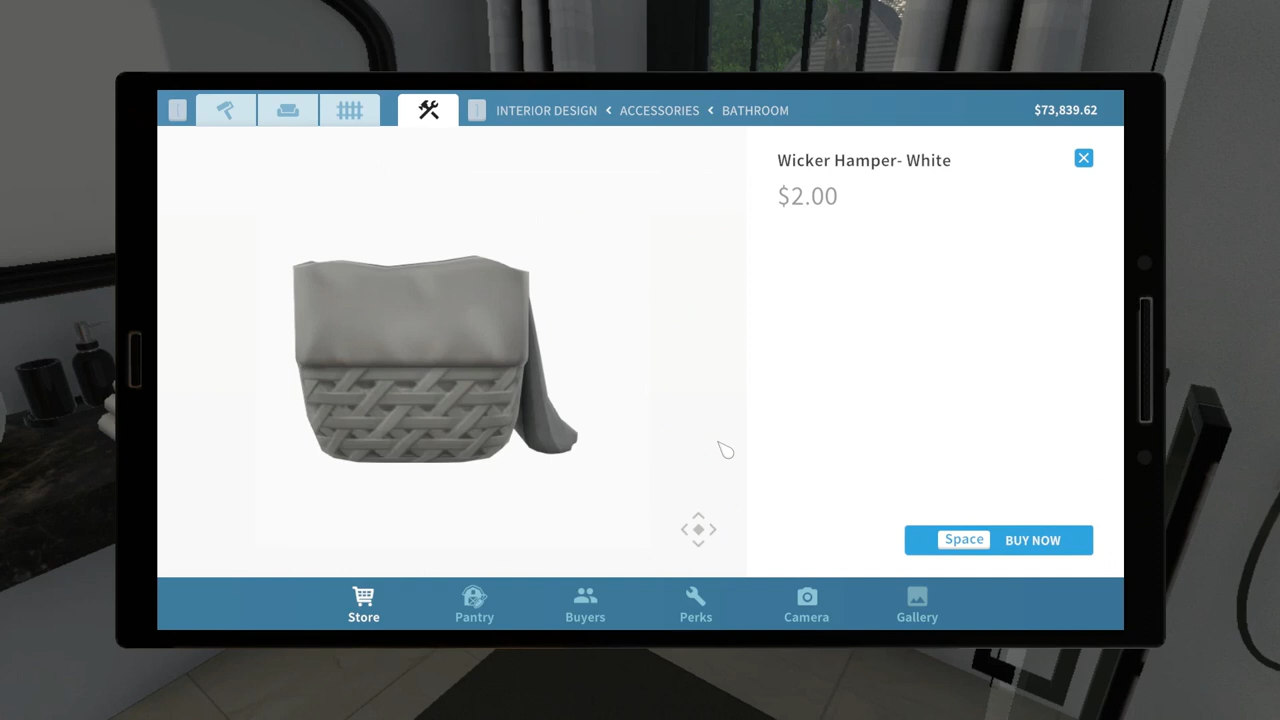 INTERIOR DESIGN < ACCESSORIES < BATHROOM
$73,839.62
Wicker Hamper- White
$2.00
Space BUY NOW
Store Pantry Buyers Perks Camera Gallery